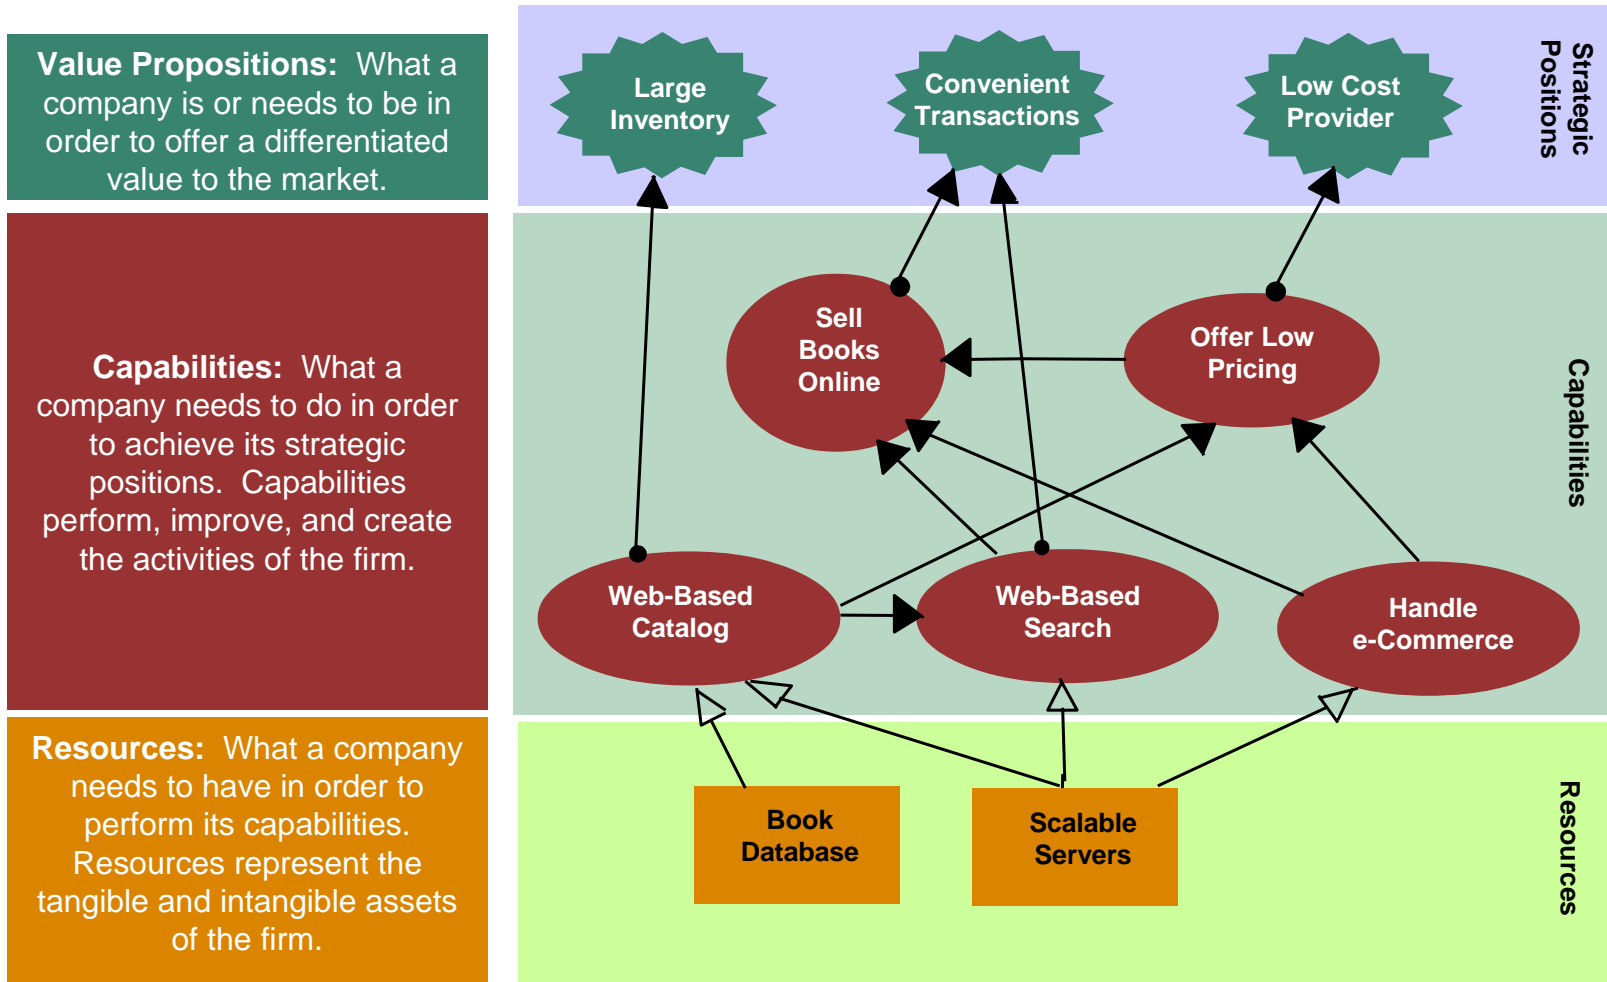 Value Propositions: What a
company is or needs to be in
order to offer a differentiated
value to the market.
Large
Inventory
Convenient
Transactions
Low Cost
Provider
Strategic
Positions
Capabilities: What a
company needs to do in order
to achieve its strategic
positions. Capabilities
perform, improve, and create
the activities of the firm.
Sell
Books
Online
Offer Low
Pricing
Web-Based
Catalog
Web-Based
Search
Handle
e-Commerce
Capabilities
Resources: What a company
needs to have in order to
perform its capabilities.
Resources represent the
tangible and intangible assets
of the firm.
Book
Database
Scalable
Servers
Resources